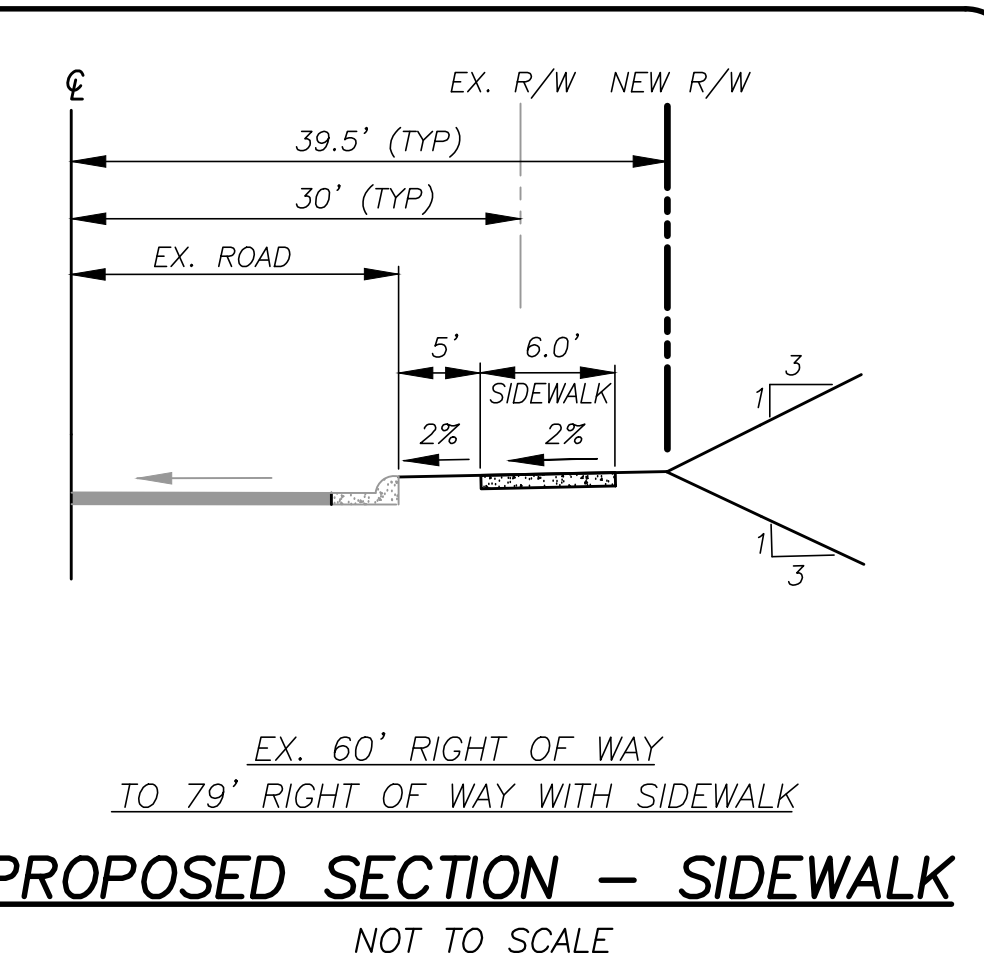 ℄
EX. R/W NEW R/W
39.5' (TYP)
30' (TYP)
EX. ROAD
5' 6.0'
SIDEWALK
2% 2%
3
1
1
3
EX. 60' RIGHT OF WAY
TO 79' RIGHT OF WAY WITH SIDEWALK
PROPOSED SECTION – SIDEWALK
NOT TO SCALE